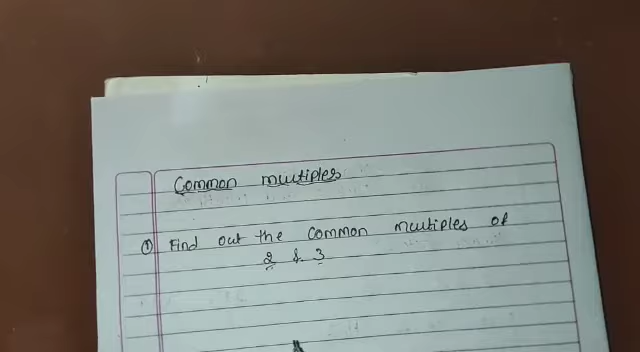 Common multiples
① Find out the common multiples of
2 & 3